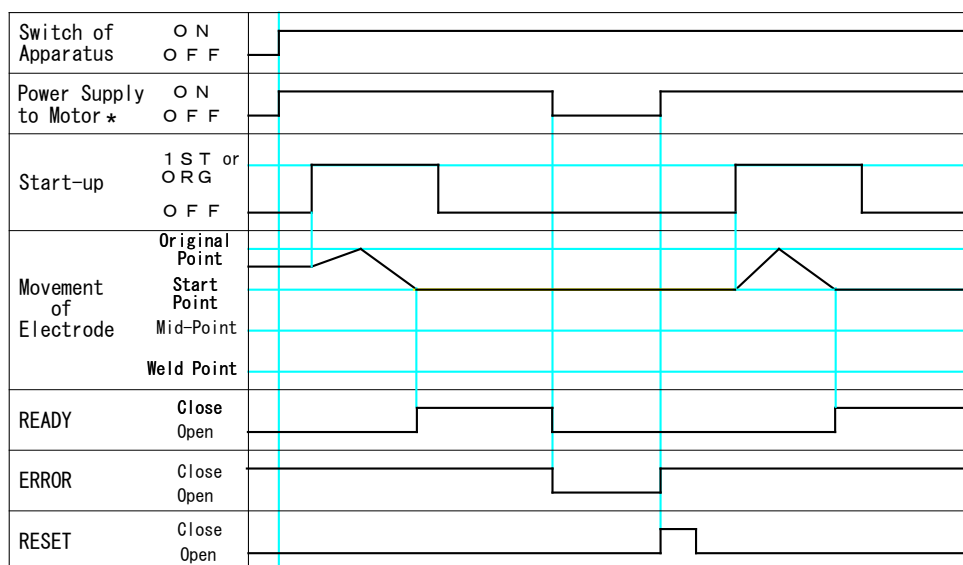 Switch of ON
Apparatus OFF
Power Supply ON
to Motor* OFF
1ST or
Start-up ORG
OFF
Original
Point
Movement Start
of Point
Electrode Mid-Point
Weld Point
READY Close
Open
ERROR Close
Open
RESET Close
Open